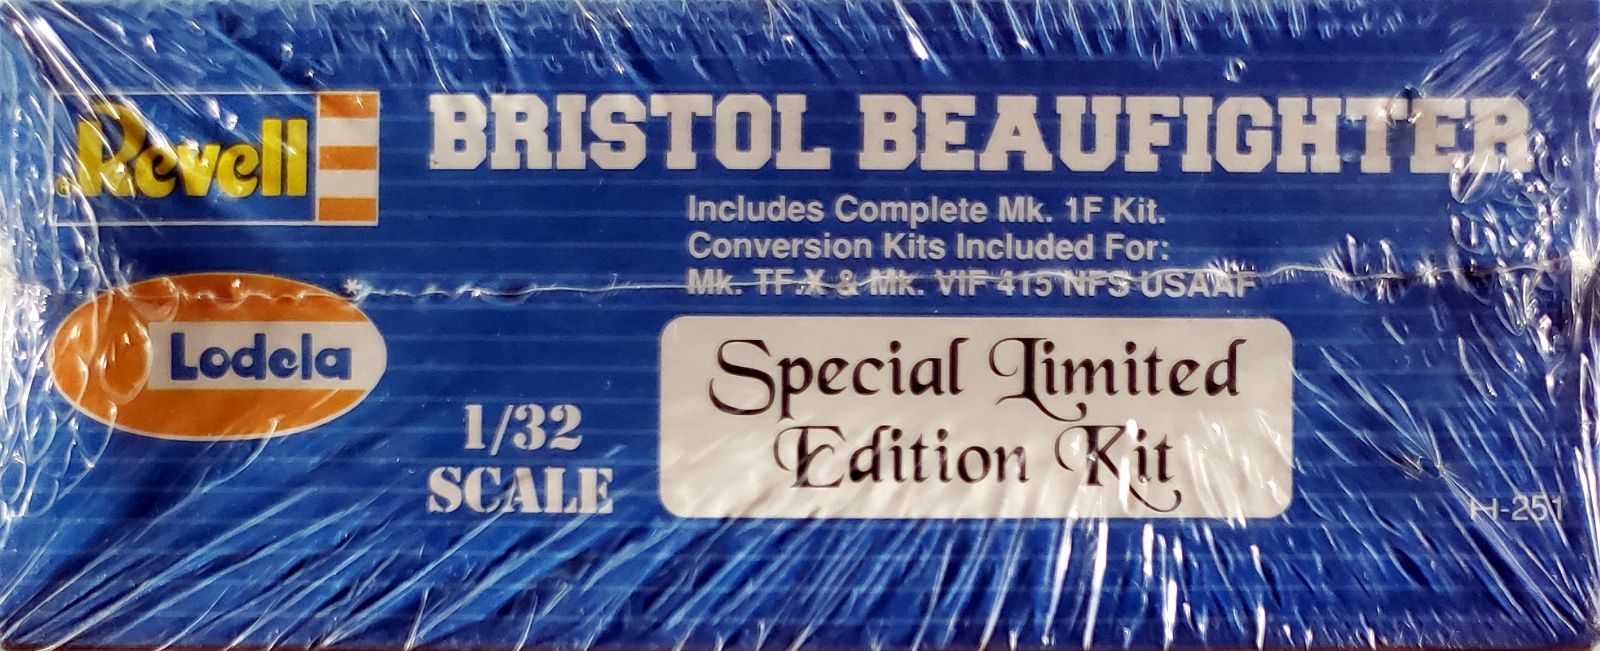 Revell
BRISTOL BEAUFIGHTER
Includes Complete Mk. 1F Kit.
Conversion Kits Included For:
Mk. TF.X & Mk. VIF 415 NFS USAAF
Lodela
1/32
SCALE
Special Limited
Edition Kit
H-251